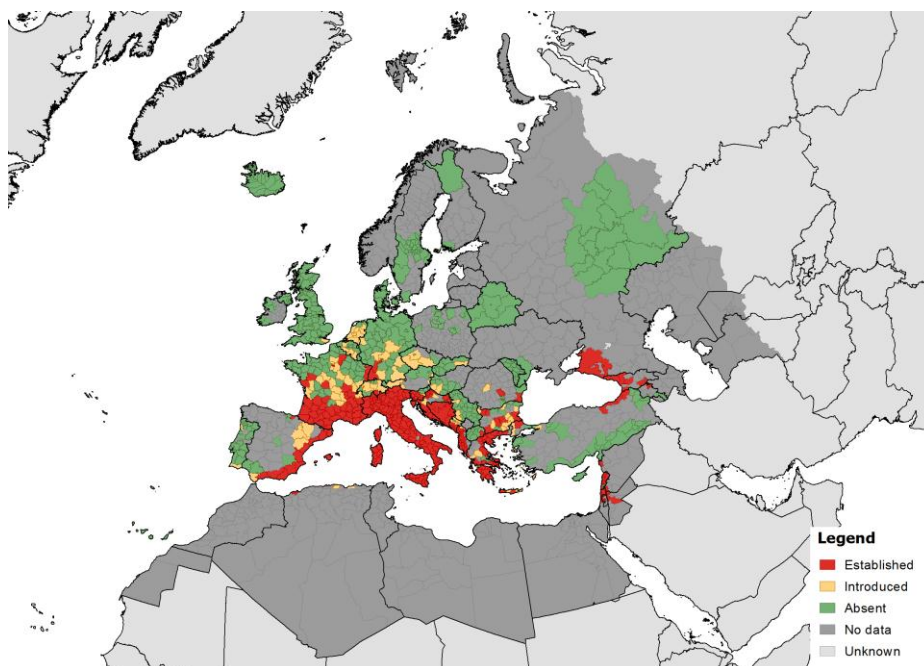 Legend
Established
Introduced
Absent
No data
Unknown